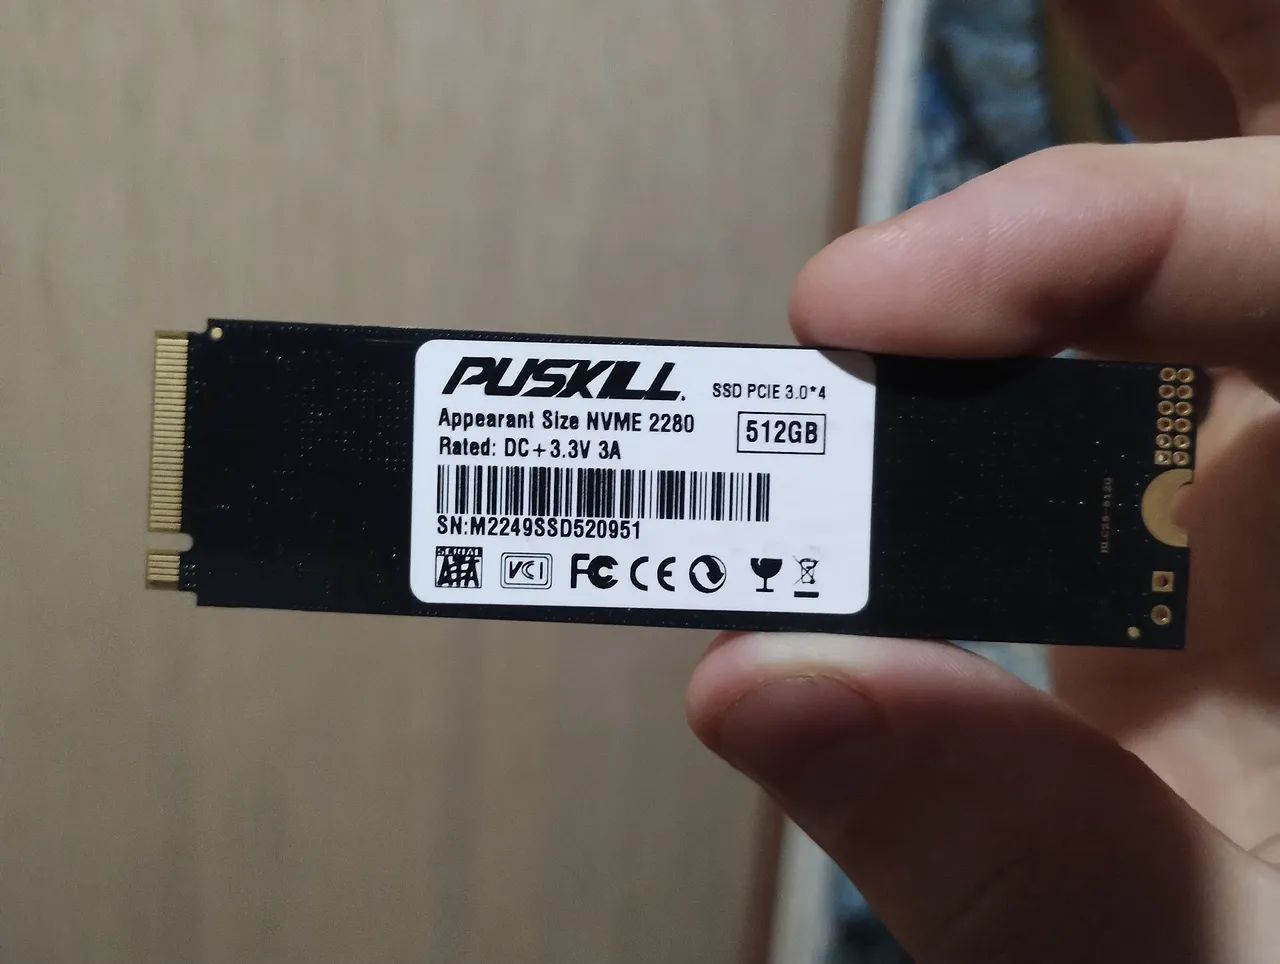 PUSKILL.
SSD PCIE 3.0*4
Appearant Size NVME 2280
512GB
Rated: DC+3.3V 3A
SN:M2249SSD520951
SERIAL
ATA
VCI
FC CE